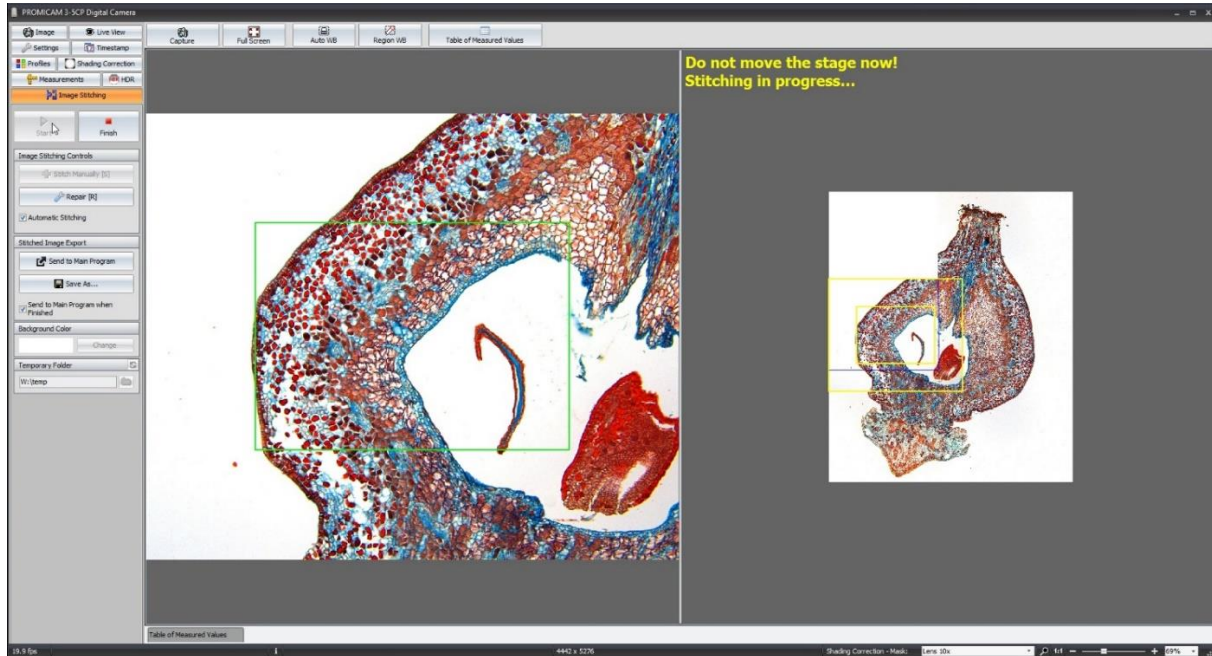 PROMICAM 3-5CP Digital Camera
Image
Live View
Settings
Timestamp
Profiles
Shading Correction
Measurements
HDR
Image Stitching
Capture
Full Screen
Auto WB
Region WB
Table of Measured Values
Do not move the stage now!
Stitching in progress...
Start
Finish
Image Stitching Controls
Stitch Manually [S]
Repair [R]
Automatic Stitching
Stitched Image Export
Send to Main Program
Save As...
Send to Main Program when
Finished
Background Color
Change
Temporary Folder
W:\temp
Table of Measured Values
19.9 fps
4442 x 5276
Shading Correction - Mask:
Lens 10x
1:1
69%